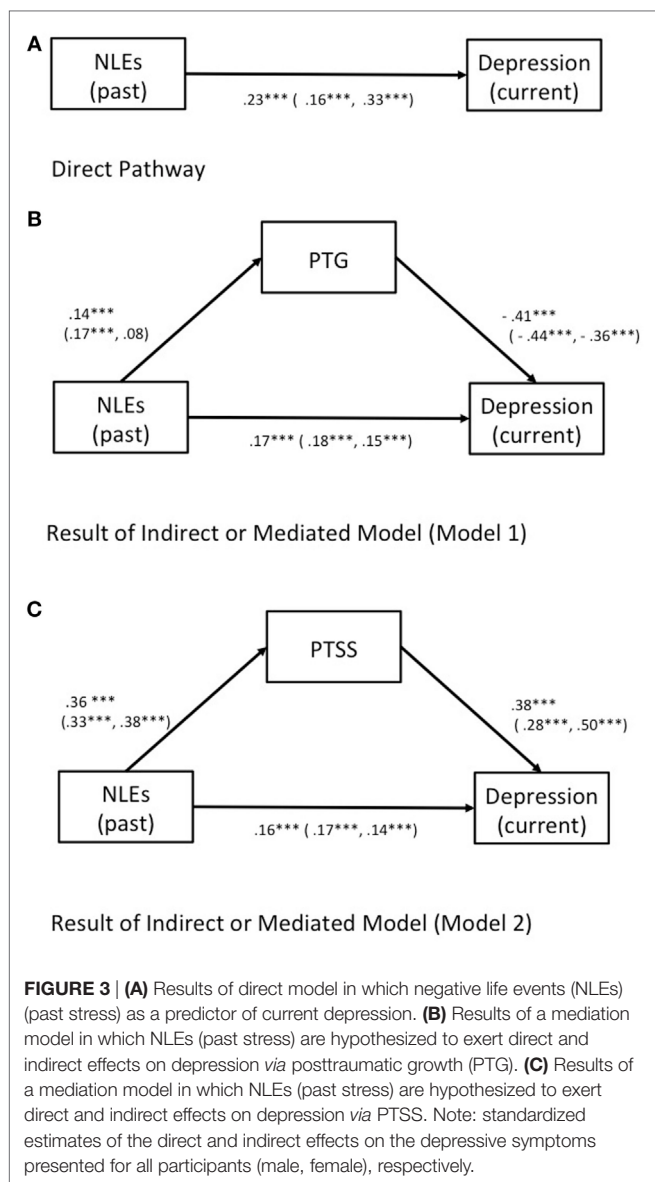 A
NLEs
(past)
Depression
(current)
.23*** ( .16***, .33***)
Direct Pathway
B
PTG
.14***
(.17***, .08)
- .41***
( - .44***, - .36***)
NLEs
(past)
Depression
(current)
.17*** ( .18***, .15***)
Result of Indirect or Mediated Model (Model 1)
C
PTSS
.36 ***
(.33***, .38***)
.38***
( .28***, .50***)
NLEs
(past)
Depression
(current)
.16*** ( .17***, .14***)
Result of Indirect or Mediated Model (Model 2)
FIGURE 3 | (A) Results of direct model in which negative life events (NLEs)
(past stress) as a predictor of current depression. (B) Results of a mediation
model in which NLEs (past stress) are hypothesized to exert direct and
indirect effects on depression via posttraumatic growth (PTG). (C) Results of
a mediation model in which NLEs (past stress) are hypothesized to exert
direct and indirect effects on depression via PTSS. Note: standardized
estimates of the direct and indirect effects on the depressive symptoms
presented for all participants (male, female), respectively.